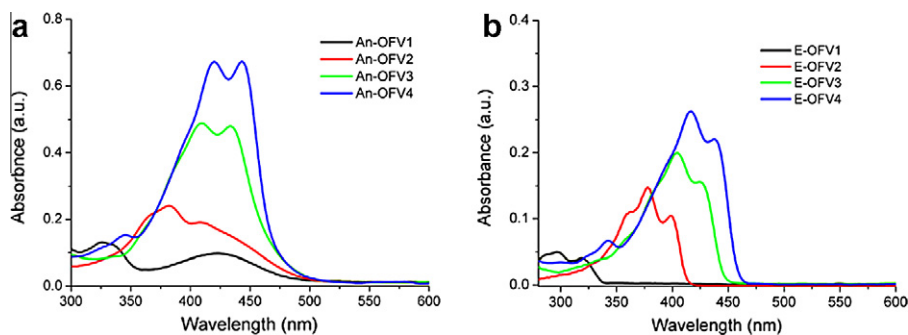 a
An-OFV1
An-OFV2
An-OFV3
An-OFV4
Absorbance (a.u.)
0.8
0.6
0.4
0.2
0.0
300 350 400 450 500 550 600
Wavelength (nm)
b
E-OFV1
E-OFV2
E-OFV3
E-OFV4
Absorbance (a.u.)
0.4
0.3
0.2
0.1
0.0
300 350 400 450 500 550 600
Wavelength (nm)